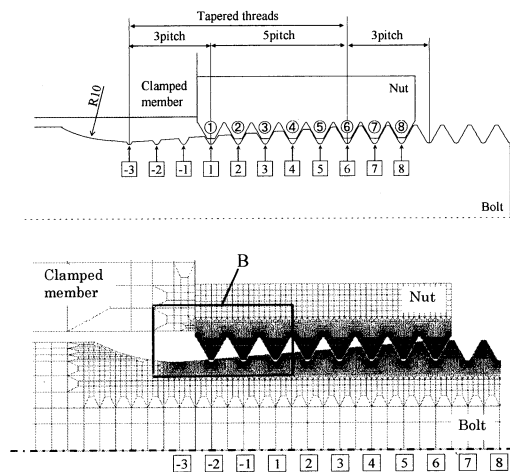 Tapered threads
3pitch 5pitch 3pitch
Clamped
member
Nut
R10
① ② ③ ④ ⑤ ⑥ ⑦ ⑧
-3 -2 -1 1 2 3 4 5 6 7 8
Bolt
B
Clamped
member
Nut
Bolt
-3 -2 -1 1 2 3 4 5 6 7 8